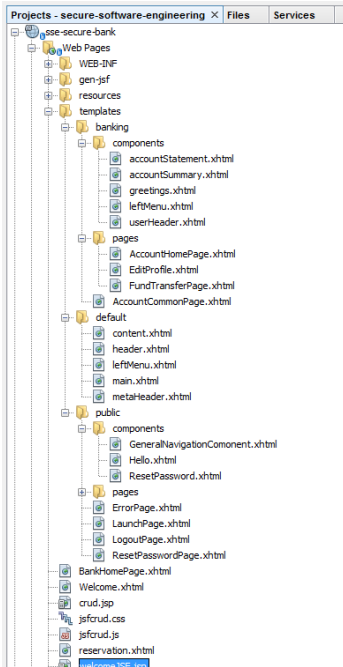 Projects - secure-software-engineering × Files Services
sse-secure-bank
Web Pages
WEB-INF
gen-jsf
resources
templates
banking
components
accountStatement.xhtml
accountSummary.xhtml
greetings.xhtml
leftMenu.xhtml
userHeader.xhtml
pages
AccountHomePage.xhtml
EditProfile.xhtml
FundTransferPage.xhtml
AccountCommonPage.xhtml
default
content.xhtml
header.xhtml
leftMenu.xhtml
main.xhtml
metaHeader.xhtml
public
components
GeneralNavigationComonent.xhtml
Hello.xhtml
ResetPassword.xhtml
pages
ErrorPage.xhtml
LaunchPage.xhtml
LogoutPage.xhtml
ResetPasswordPage.xhtml
BankHomePage.xhtml
Welcome.xhtml
crud.jsp
jsfcrud.css
jsfcrud.js
reservation.xhtml
welcomeJSF.jsp